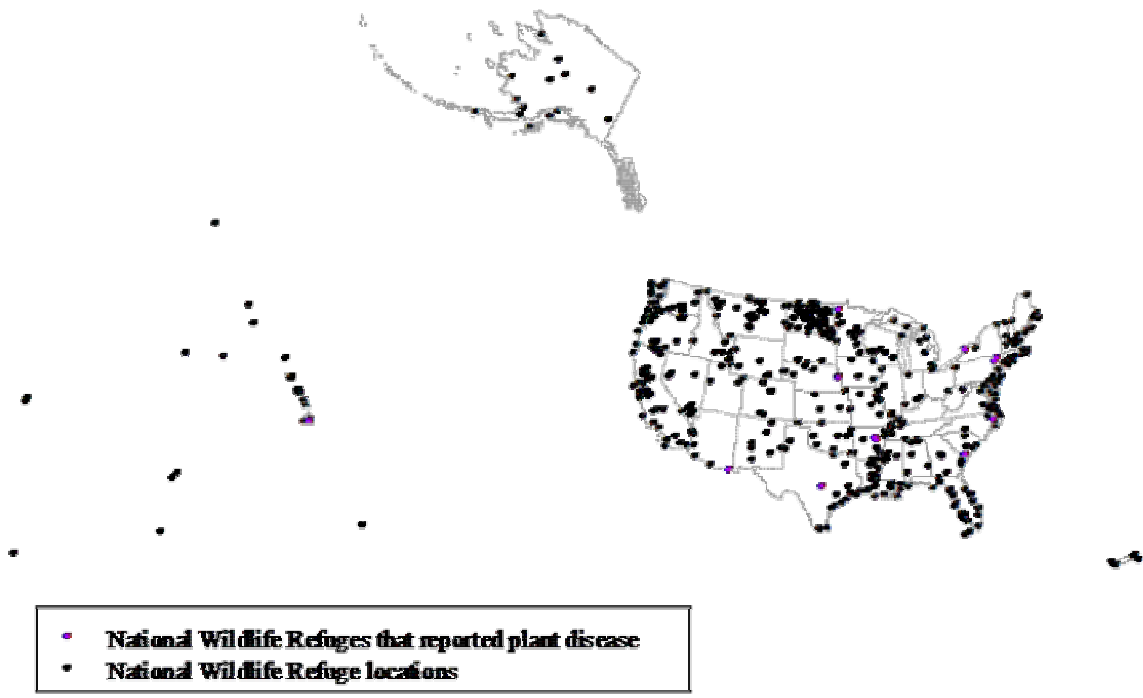 National Wildlife Refuges that reported plant disease
National Wildlife Refuge locations